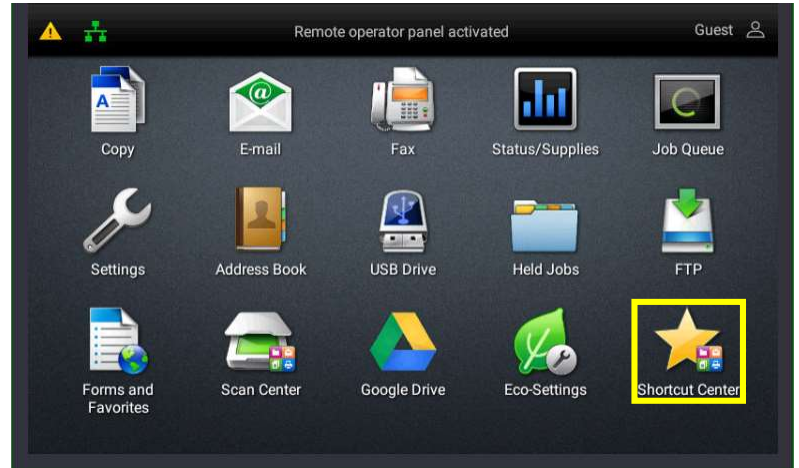 Remote operator panel activated
Guest
A
@
Copy
E-mail
Fax
Status/Supplies
Job Queue
Settings
Address Book
USB Drive
Held Jobs
FTP
Forms and
Favorites
Scan Center
Google Drive
Eco-Settings
Shortcut Center